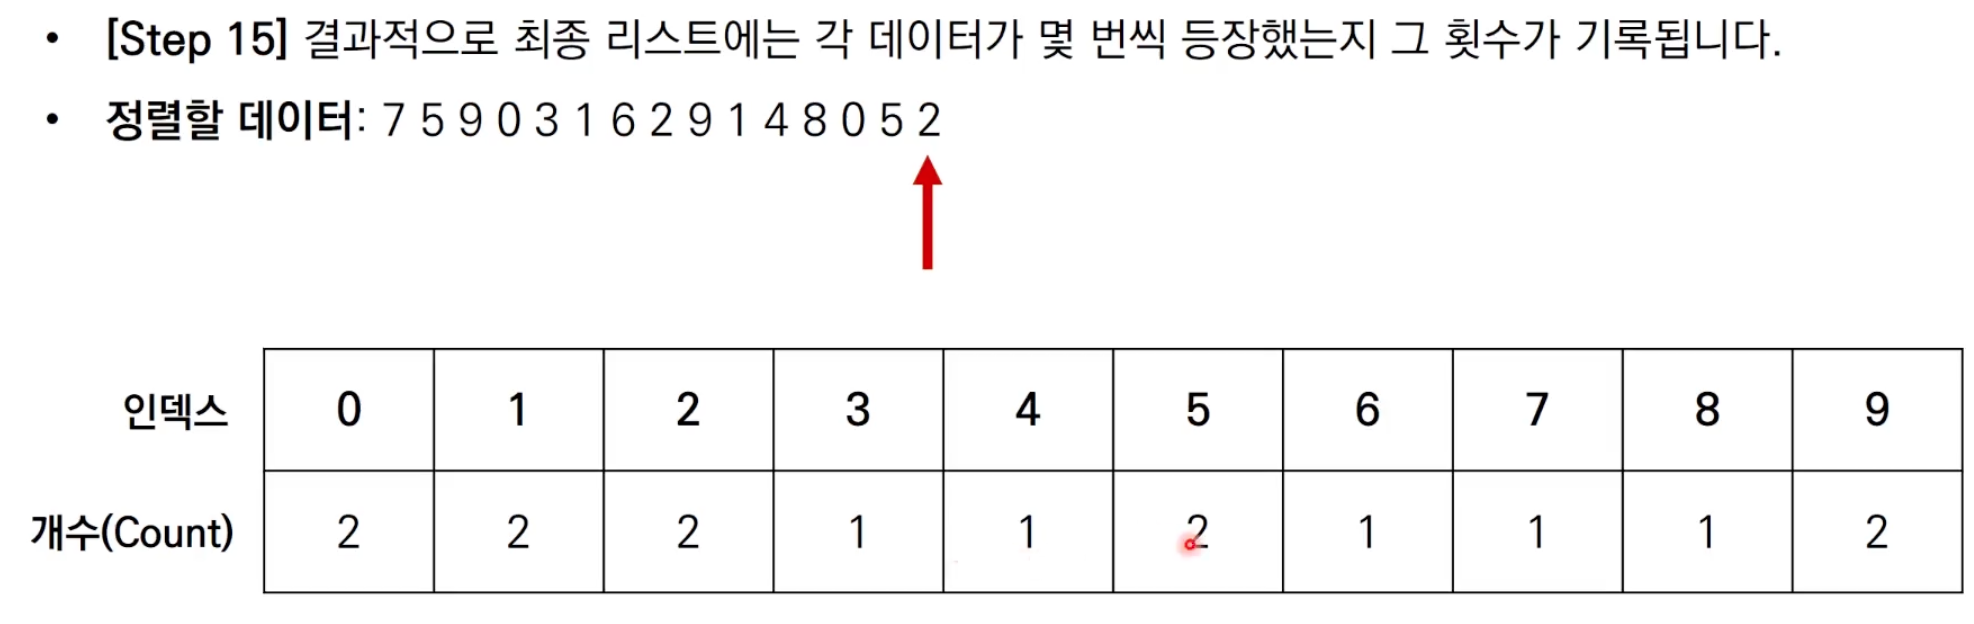 • [Step 15] 결과적으로 최종 리스트에는 각 데이터가 몇 번씩 등장했는지 그 횟수가 기록됩니다.
• 정렬할 데이터: 7 5 9 0 3 1 6 2 9 1 4 8 0 5 2
인덱스 0 1 2 3 4 5 6 7 8 9
개수(Count) 2 2 2 1 1 2 1 1 1 2